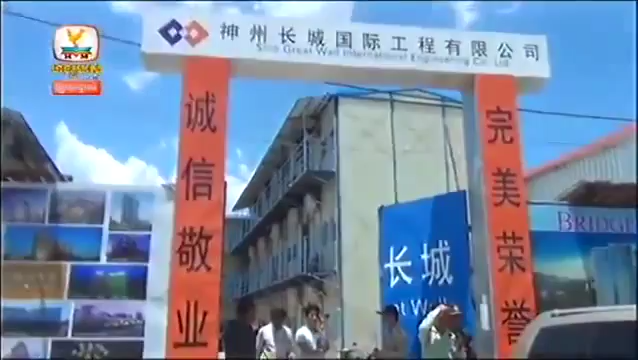 神州长城国际工程有限公司
Sino Great Wall International Engineering Co., Ltd.
诚信敬业
完美荣誉
长城
BRIDG